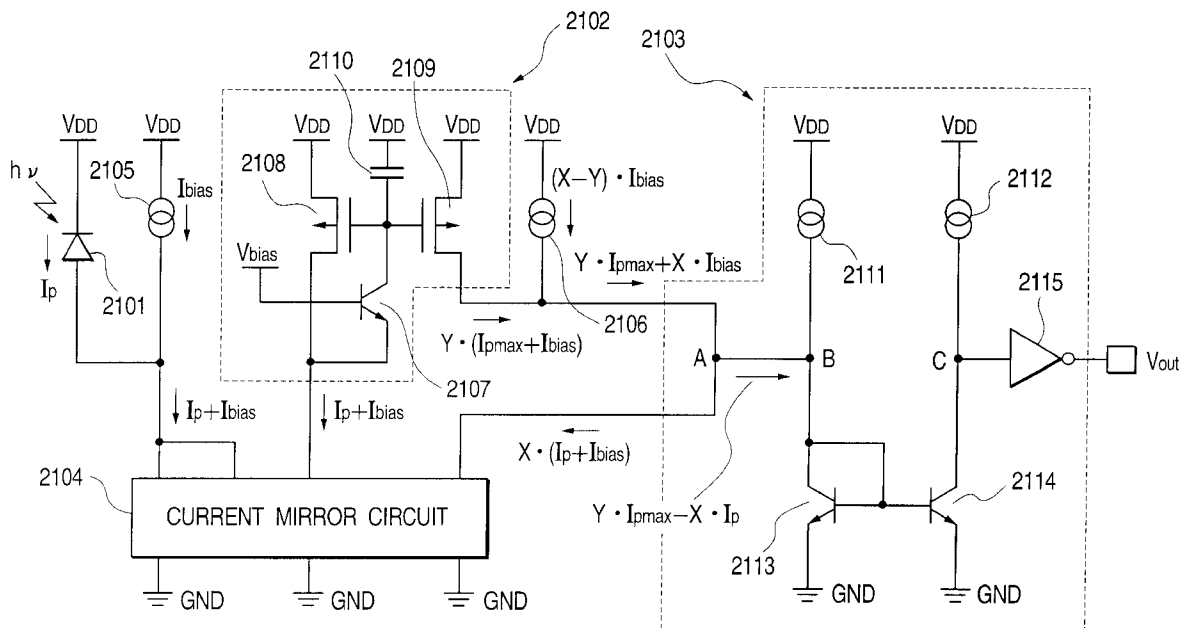 2102
2110
2109
2103
VDD
VDD
VDD
VDD
VDD
VDD
VDD
VDD
2105
hν
Ibias
2108
(X−Y)・Ibias
2112
Vbias
Y・Ipmax+X・Ibias
2111
2115
Ip
2101
Y・(Ipmax+Ibias)
2106
A
B
C
Vout
2107
Ip+Ibias
Ip+Ibias
X・(Ip+Ibias)
2104
CURRENT MIRROR CIRCUIT
Y・Ipmax−X・Ip
2114
2113
GND
GND
GND
GND
GND